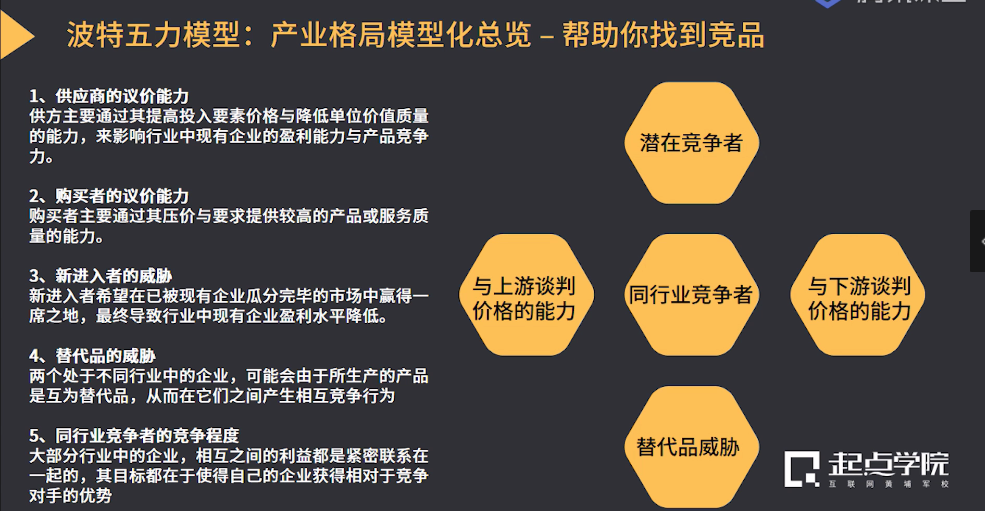 波特五力模型：产业格局模型化总览 – 帮助你找到竞品
1、供应商的议价能力
供方主要通过其提高投入要素价格与降低单位价值质量
的能力，来影响行业中现有企业的盈利能力与产品竞争
力。
2、购买者的议价能力
购买者主要通过其压价与要求提供较高的产品或服务质
量的能力。
3、新进入者的威胁
新进入者希望在已被现有企业瓜分完毕的市场中赢得一
席之地，最终导致行业中现有企业盈利水平降低。
4、替代品的威胁
两个处于不同行业中的企业，可能会由于所生产的产品
是互为替代品，从而在它们之间产生相互竞争行为
5、同行业竞争者的竞争程度
大部分行业中的企业，相互之间的利益都是紧密联系在
一起的，其目标都在于使得自己的企业获得相对于竞争
对手的优势
潜在竞争者
与上游谈判
价格的能力
同行业竞争者
与下游谈判
价格的能力
替代品威胁
起点学院
互联网黄埔军校